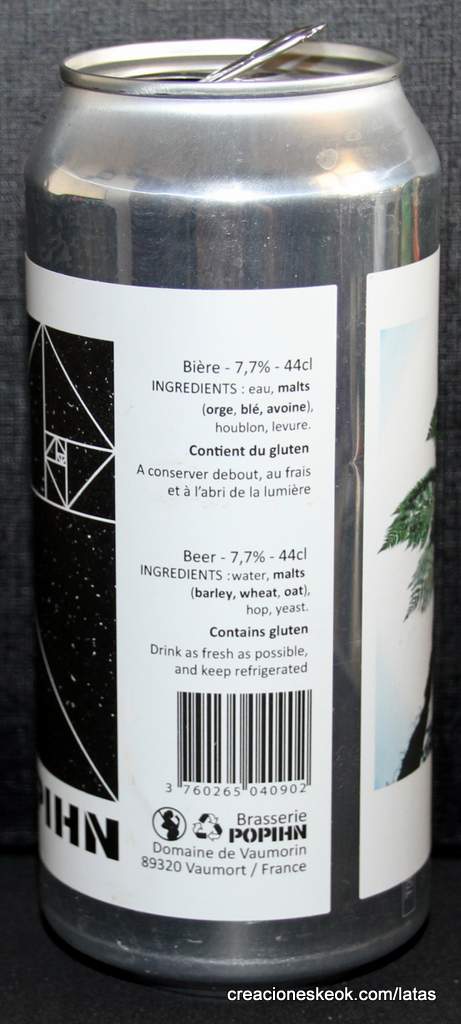 Bière - 7,7% - 44cl
INGREDIENTS : eau, malts
(orge, blé, avoine),
houblon, levure.
Contient du gluten
A conserver debout, au frais
et à l'abri de la lumière
Beer - 7,7% - 44cl
INGREDIENTS : water, malts
(barley, wheat, oat),
hop, yeast.
Contains gluten
Drink as fresh as possible,
and keep refrigerated
3 760265 040902
Brasserie
POPIHN
Domaine de Vaumorin
89320 Vaumort / France
PIHN
creacioneskeok.com/latas